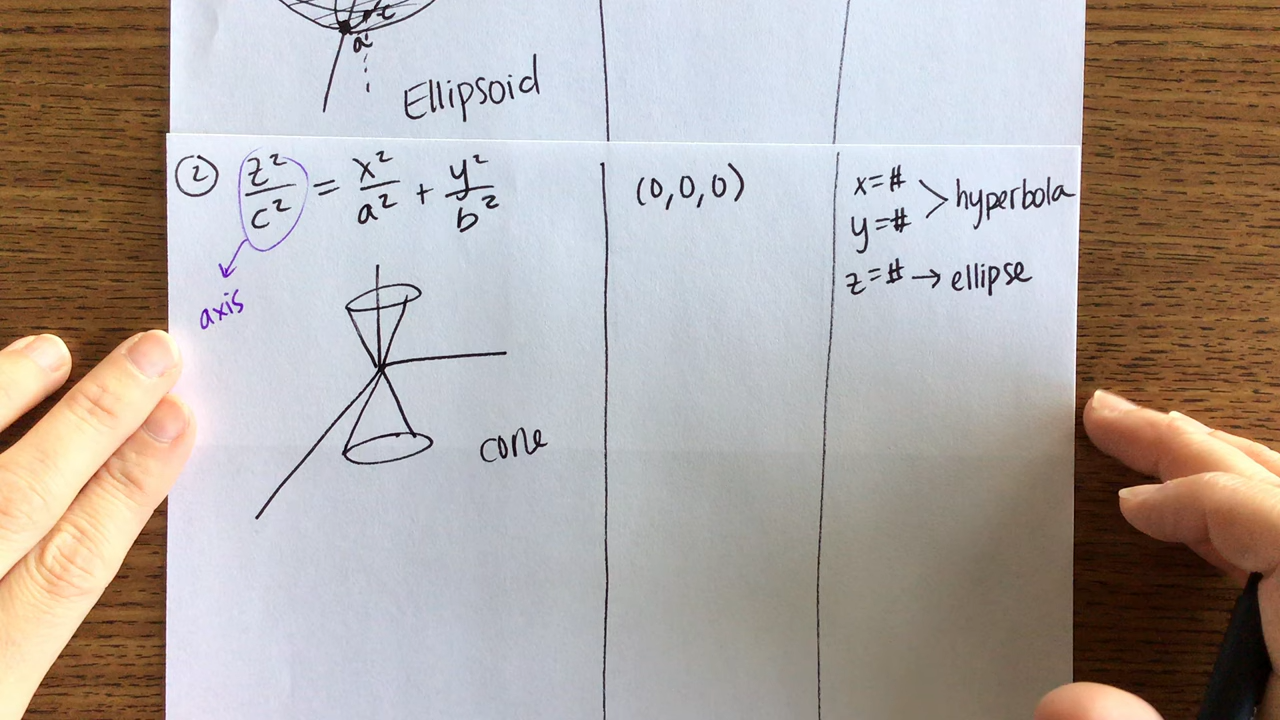 a
Ellipsoid
② z²/c² = x²/a² + y²/b²
axis
cone
(0,0,0)
x=#
y=#
> hyperbola
z=# → ellipse